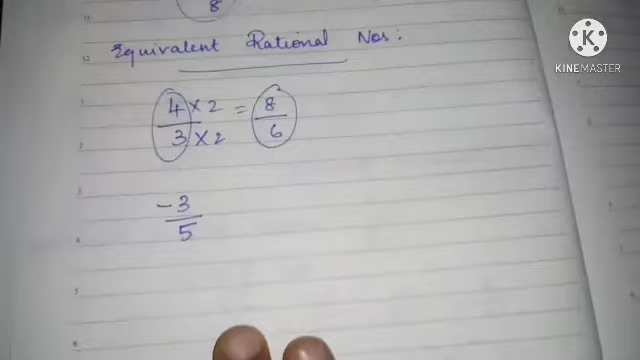 8
Equivalent Rational Nos:
4 × 2 = 8
3 × 2 6
-3
5
KINEMASTER